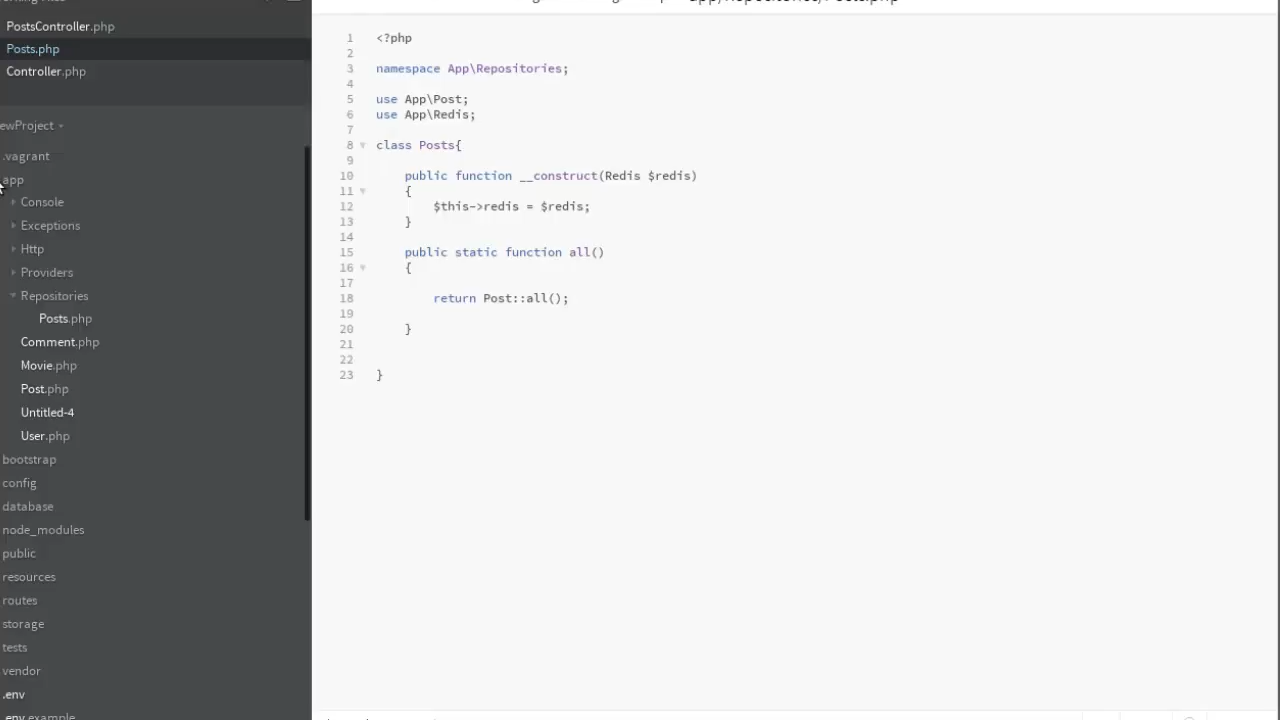 PostsController.php
Posts.php
Controller.php
ewProject
.vagrant
app
Console
Exceptions
Http
Providers
Repositories
Posts.php
Comment.php
Movie.php
Post.php
Untitled-4
User.php
bootstrap
config
database
node_modules
public
resources
routes
storage
tests
vendor
.env
.env.example
1 <?php
2
3 namespace App\Repositories;
4
5 use App\Post;
6 use App\Redis;
7
8 class Posts{
9
10 public function __construct(Redis $redis)
11 {
12 $this->redis = $redis;
13 }
14
15 public static function all()
16 {
17
18 return Post::all();
19
20 }
21
22
23 }